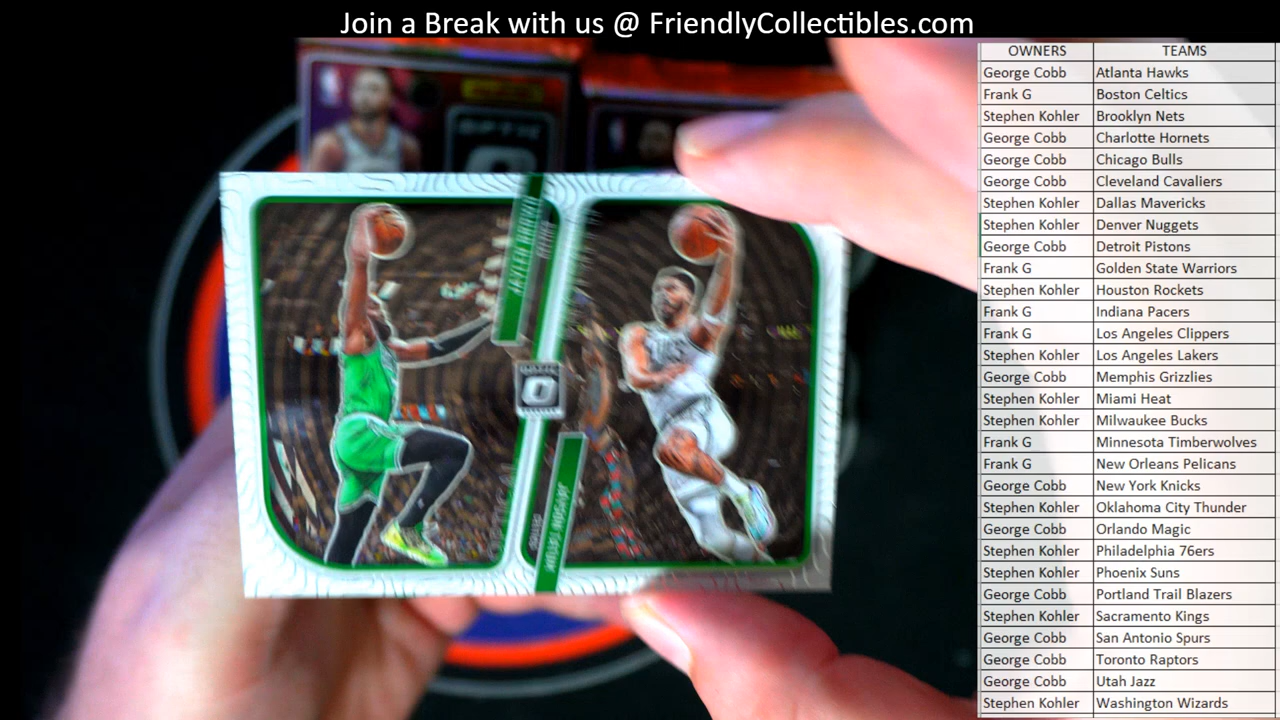 Join a Break with us @ FriendlyCollectibles.com
OWNERS TEAMS
George Cobb Atlanta Hawks
Frank G Boston Celtics
Stephen Kohler Brooklyn Nets
George Cobb Charlotte Hornets
George Cobb Chicago Bulls
George Cobb Cleveland Cavaliers
Stephen Kohler Dallas Mavericks
Stephen Kohler Denver Nuggets
George Cobb Detroit Pistons
Frank G Golden State Warriors
Stephen Kohler Houston Rockets
Frank G Indiana Pacers
Frank G Los Angeles Clippers
Stephen Kohler Los Angeles Lakers
George Cobb Memphis Grizzlies
Stephen Kohler Miami Heat
Stephen Kohler Milwaukee Bucks
Frank G Minnesota Timberwolves
Frank G New Orleans Pelicans
George Cobb New York Knicks
Stephen Kohler Oklahoma City Thunder
George Cobb Orlando Magic
Stephen Kohler Philadelphia 76ers
Stephen Kohler Phoenix Suns
George Cobb Portland Trail Blazers
Stephen Kohler Sacramento Kings
George Cobb San Antonio Spurs
George Cobb Toronto Raptors
George Cobb Utah Jazz
Stephen Kohler Washington Wizards
OPTIC
JAYLEN BROWN
JAYSON TATUM